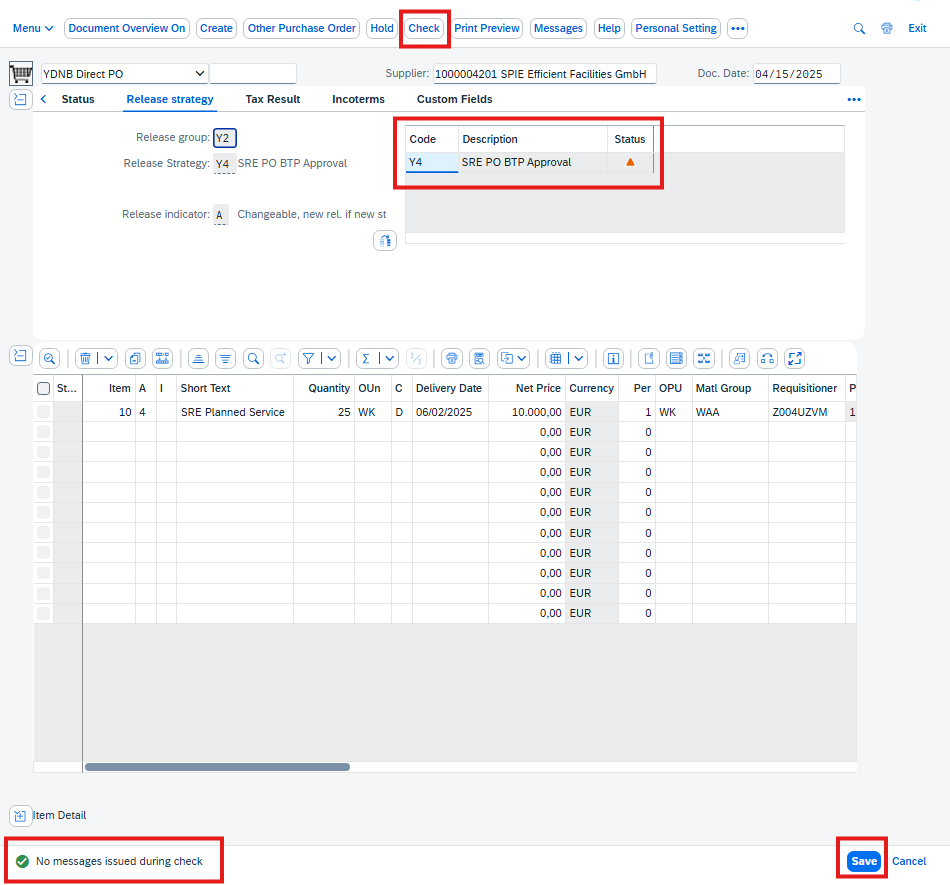 Menu Document Overview On Create Other Purchase Order Hold Check Print Preview Messages Help Personal Setting Exit
YDNB Direct PO Supplier: 1000004201 SPIE Efficient Facilities GmbH Doc. Date: 04/15/2025
Status Release strategy Tax Result Incoterms Custom Fields
Release group: Y2
Code Description Status
Release Strategy: Y4 SRE PO BTP Approval
Y4 SRE PO BTP Approval
Release indicator: A Changeable, new rel. if new st
St... Item A I Short Text Quantity OUn C Delivery Date Net Price Currency Per OPU Matl Group Requisitioner P
10 4 SRE Planned Service 25 WK D 06/02/2025 10.000,00 EUR 1 WK WAA Z004UZVM 1
0,00 EUR 0
0,00 EUR 0
0,00 EUR 0
0,00 EUR 0
0,00 EUR 0
0,00 EUR 0
0,00 EUR 0
0,00 EUR 0
0,00 EUR 0
0,00 EUR 0
Item Detail
No messages issued during check Save Cancel